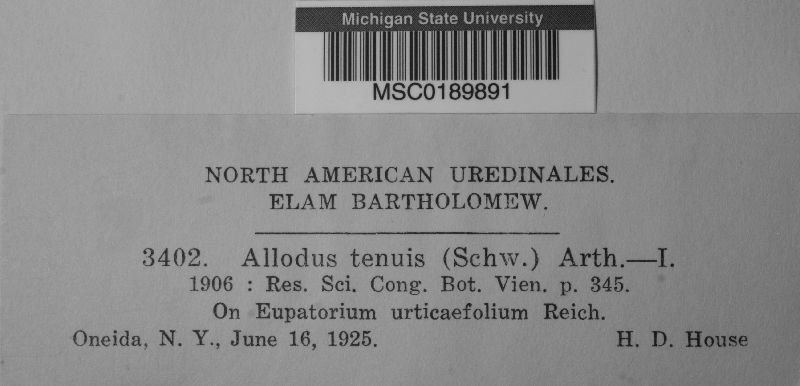 Michigan State University
MSC0189891
NORTH AMERICAN UREDINALES.
ELAM BARTHOLOMEW.
3402. Allodus tenuis (Schw.) Arth.—I.
1906 : Res. Sci. Cong. Bot. Vien. p. 345.
On Eupatorium urticaefolium Reich.
Oneida, N. Y., June 16, 1925. H. D. House